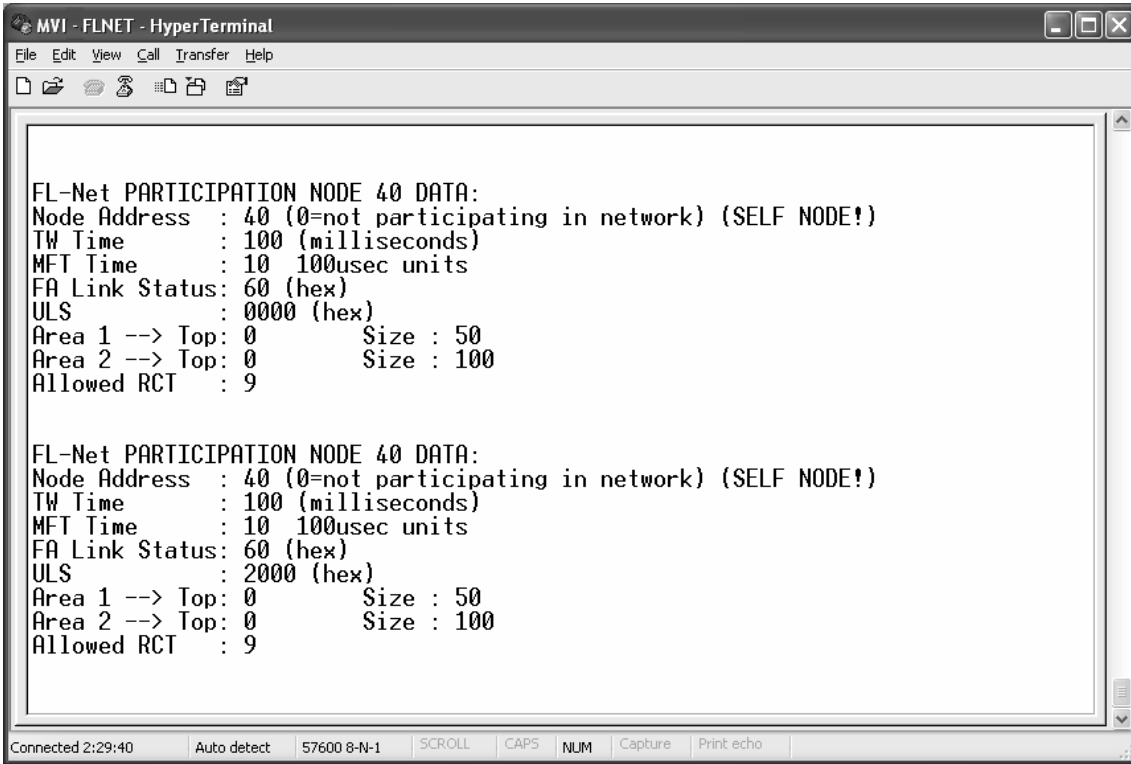 MVI - FLNET - HyperTerminal
File Edit View Call Transfer Help
FL-Net PARTICIPATION NODE 40 DATA:
Node Address : 40 (0=not participating in network) (SELF NODE!)
TW Time : 100 (milliseconds)
MFT Time : 10 100usec units
FA Link Status: 60 (hex)
ULS : 0000 (hex)
Area 1 --> Top: 0 Size : 50
Area 2 --> Top: 0 Size : 100
Allowed RCT : 9
FL-Net PARTICIPATION NODE 40 DATA:
Node Address : 40 (0=not participating in network) (SELF NODE!)
TW Time : 100 (milliseconds)
MFT Time : 10 100usec units
FA Link Status: 60 (hex)
ULS : 2000 (hex)
Area 1 --> Top: 0 Size : 50
Area 2 --> Top: 0 Size : 100
Allowed RCT : 9
Connected 2:29:40 Auto detect 57600 8-N-1 SCROLL CAPS NUM Capture Print echo